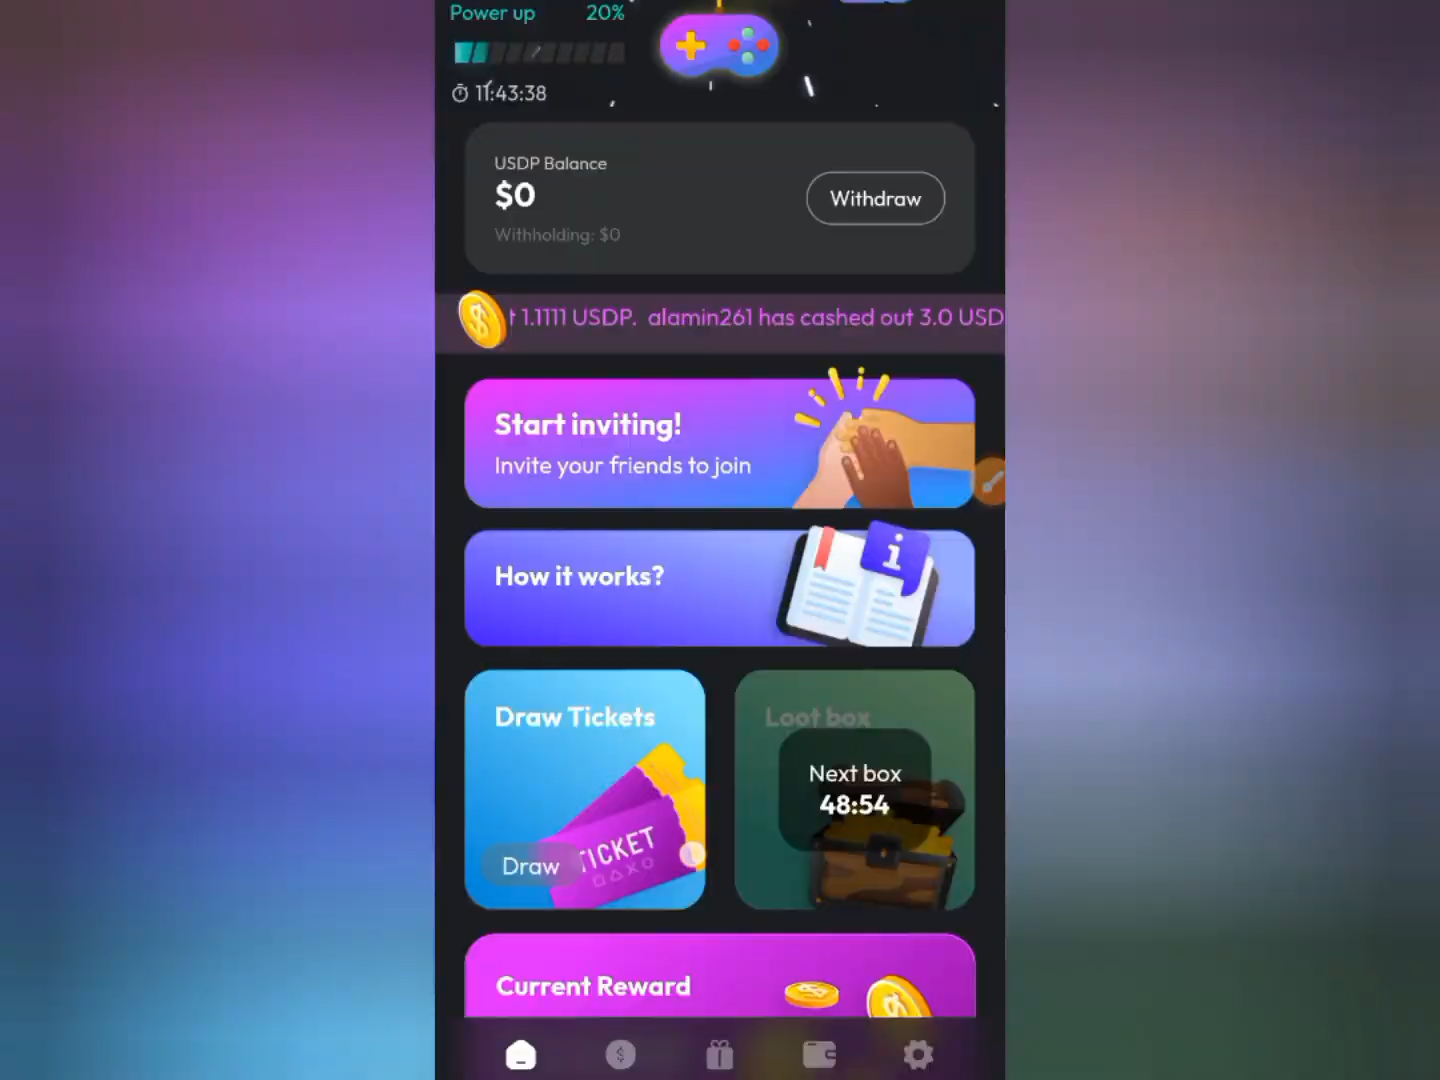 Power up 20%
11:43:38
USDP Balance
$0
Withdraw
Withholding: $0
1.1111 USDP. alamin261 has cashed out 3.0 USD
Start inviting!
Invite your friends to join
How it works?
Draw Tickets
Loot box
Next box
48:54
TICKET
Draw
Current Reward